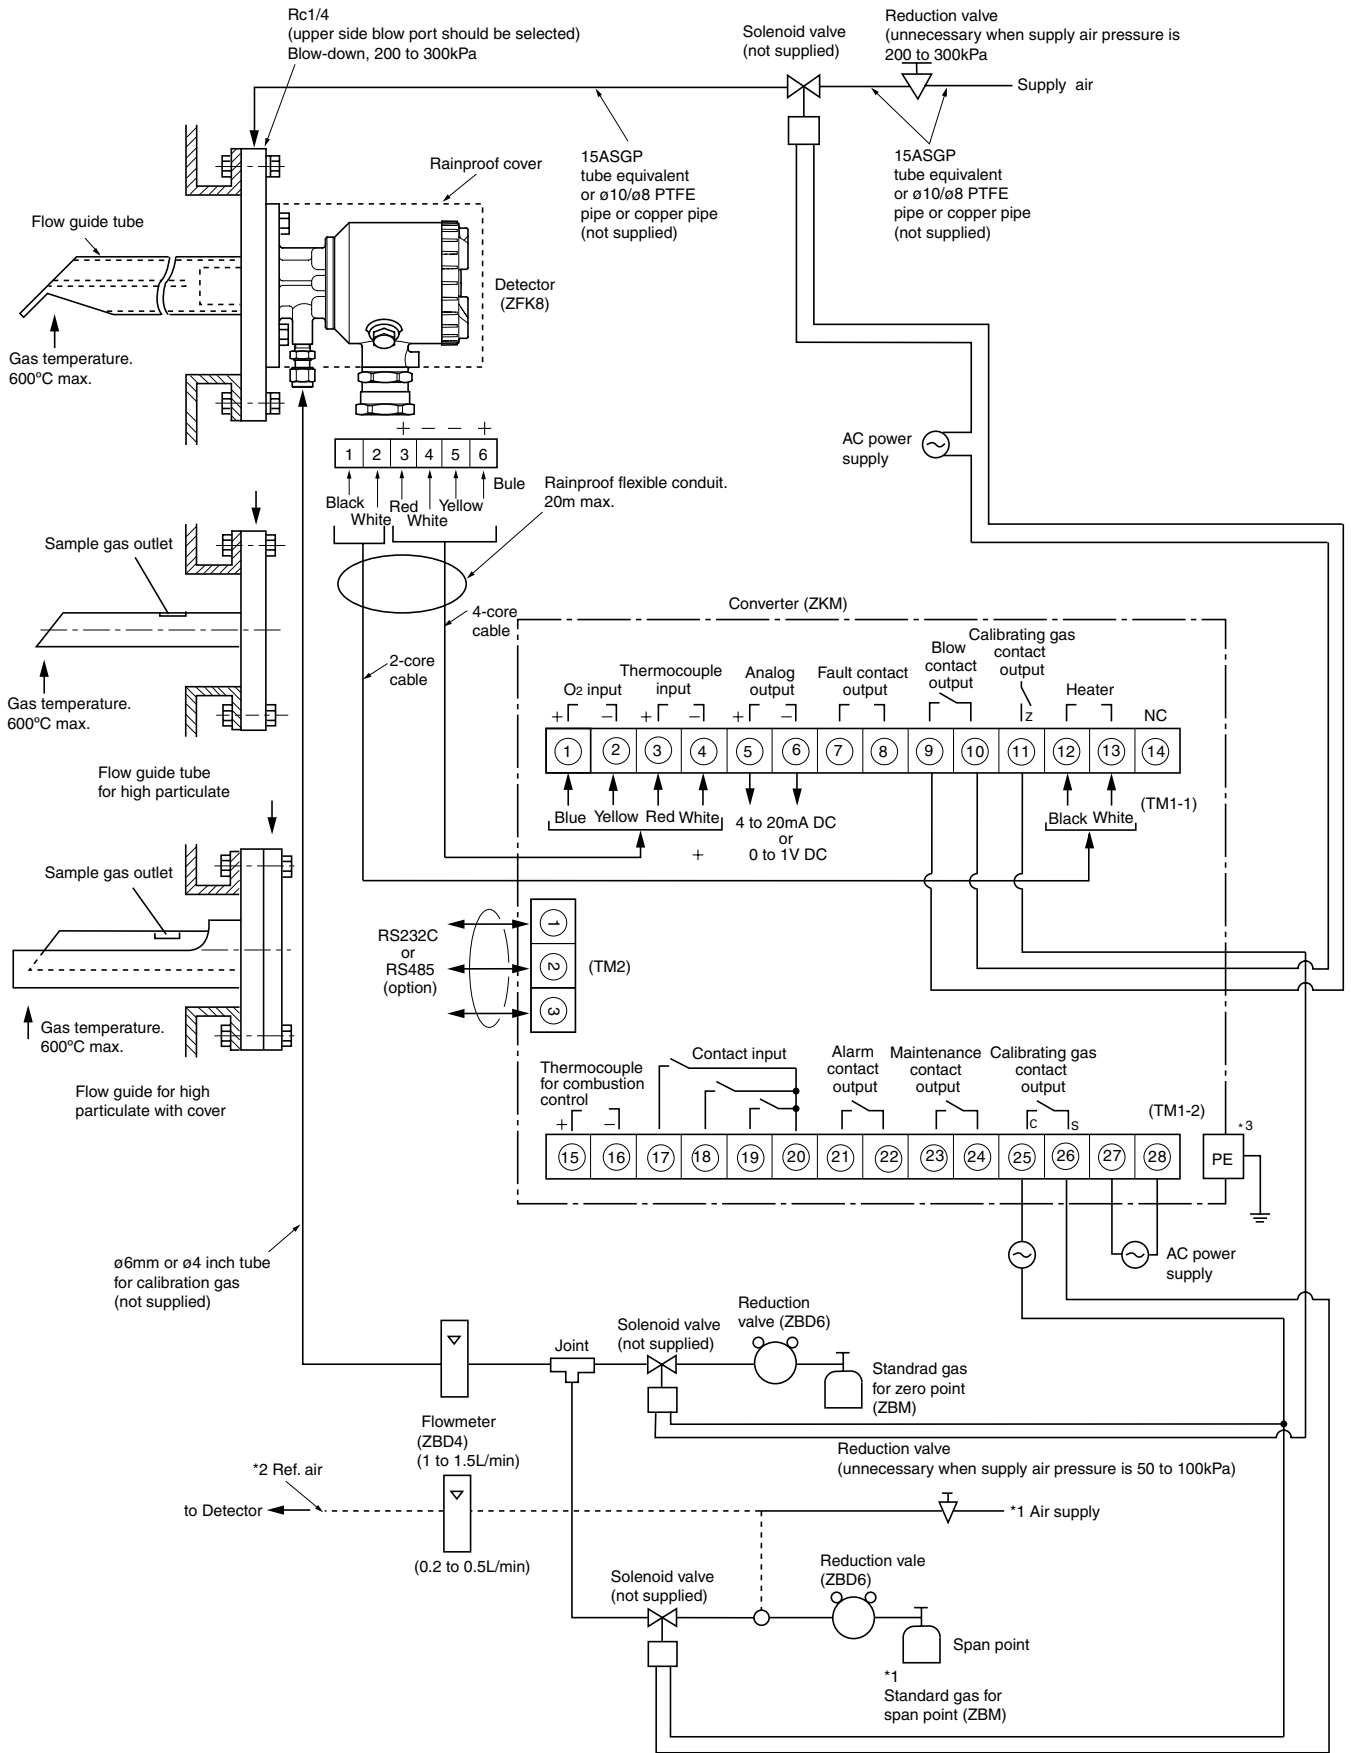 Rc1/4
(upper side blow port should be selected)
Blow-down, 200 to 300kPa
Solenoid valve
(not supplied)
Reduction valve
(unnecessary when supply air pressure is
200 to 300kPa
Supply air
Rainproof cover
15ASGP
tube equivalent
or ø10/ø8 PTFE
pipe or copper pipe
(not supplied)
15ASGP
tube equivalent
or ø10/ø8 PTFE
pipe or copper pipe
(not supplied)
Flow guide tube
Detector
(ZFK8)
Gas temperature.
600ºC max.
AC power
supply
+ − − +
1 2 3 4 5 6
Bule
Black
White
Red
White
Yellow
Rainproof flexible conduit.
20m max.
Sample gas outlet
Gas temperature.
600ºC max.
4-core
cable
2-core
cable
Converter (ZKM)
O2 input
Thermocouple
input
Analog
output
Fault contact
output
Blow
contact
output
Calibrating gas
contact
output
Heater
NC
+ − + − + − Z
1 2 3 4 5 6 7 8 9 10 11 12 13 14
(TM1-1)
Blue Yellow Red White
4 to 20mA DC
or
0 to 1V DC
Black White
+
Flow guide tube
for high particulate
Sample gas outlet
RS232C
or
RS485
(option)
1
2
3
(TM2)
Gas temperature.
600ºC max.
Flow guide for high
particulate with cover
Thermocouple
for combustion
control
Contact input
Alarm
contact
output
Maintenance
contact
output
Calibrating gas
contact
output
(TM1-2)
+ − C S
15 16 17 18 19 20 21 22 23 24 25 26 27 28
PE
*3
AC power
supply
ø6mm or ø4 inch tube
for calibration gas
(not supplied)
Joint
Solenoid valve
(not supplied)
Reduction
valve (ZBD6)
Standrad gas
for zero point
(ZBM)
Flowmeter
(ZBD4)
(1 to 1.5L/min)
Reduction valve
(unnecessary when supply air pressure is 50 to 100kPa)
*2 Ref. air
to Detector
*1 Air supply
(0.2 to 0.5L/min)
Solenoid valve
(not supplied)
Reduction vale
(ZBD6)
Span point
*1
Standard gas for
span point (ZBM)